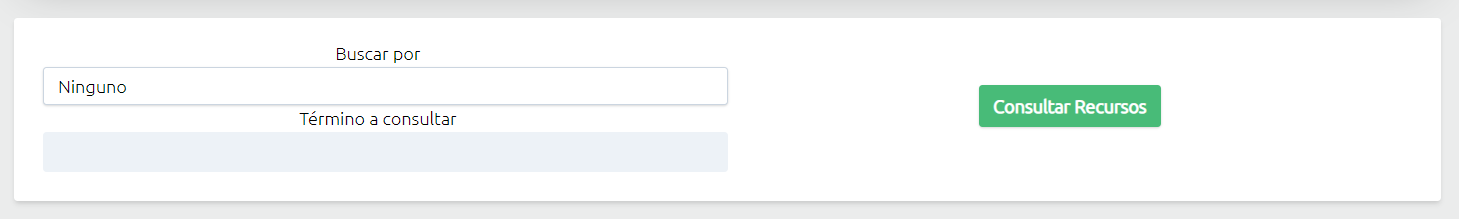 Buscar por
Ninguno
Término a consultar
Consultar Recursos